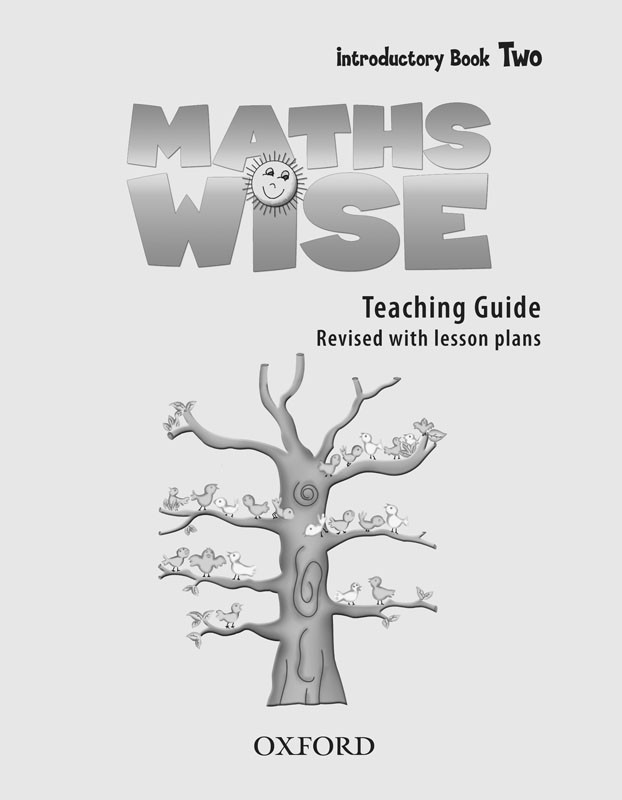 introductory Book Two
MATHS
WiSE
Teaching Guide
Revised with lesson plans
OXFORD